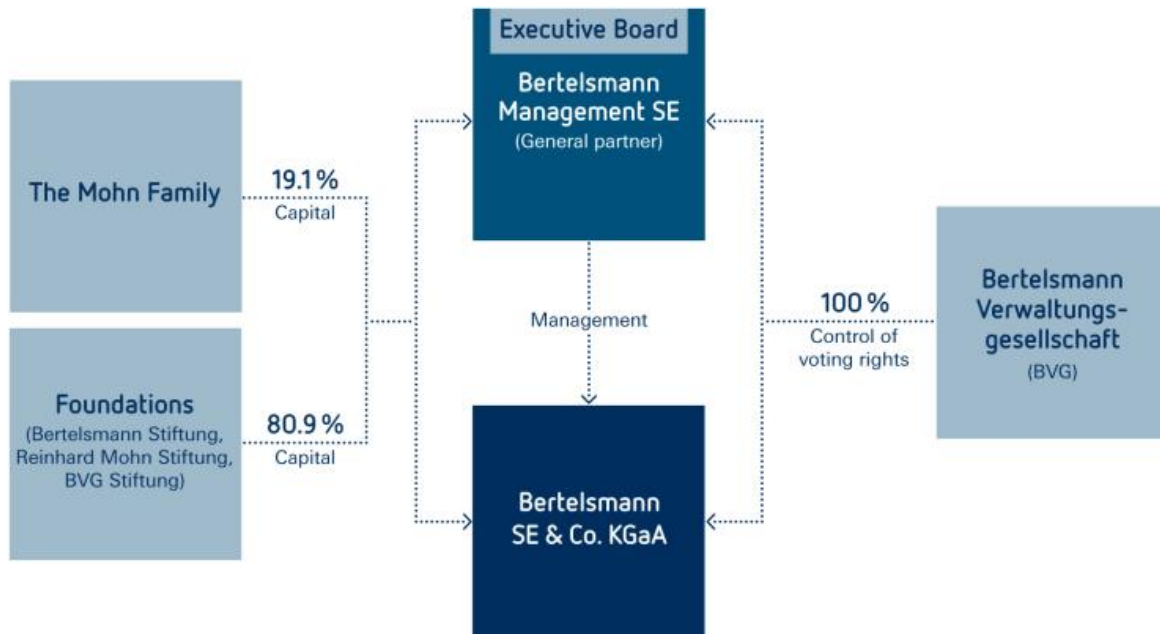 Executive Board
Bertelsmann
Management SE
(General partner)
The Mohn Family
19.1 %
Capital
Foundations
(Bertelsmann Stiftung,
Reinhard Mohn Stiftung,
BVG Stiftung)
80.9 %
Capital
Management
100 %
Control of
voting rights
Bertelsmann
Verwaltungs-
gesellschaft
(BVG)
Bertelsmann
SE & Co. KGaA